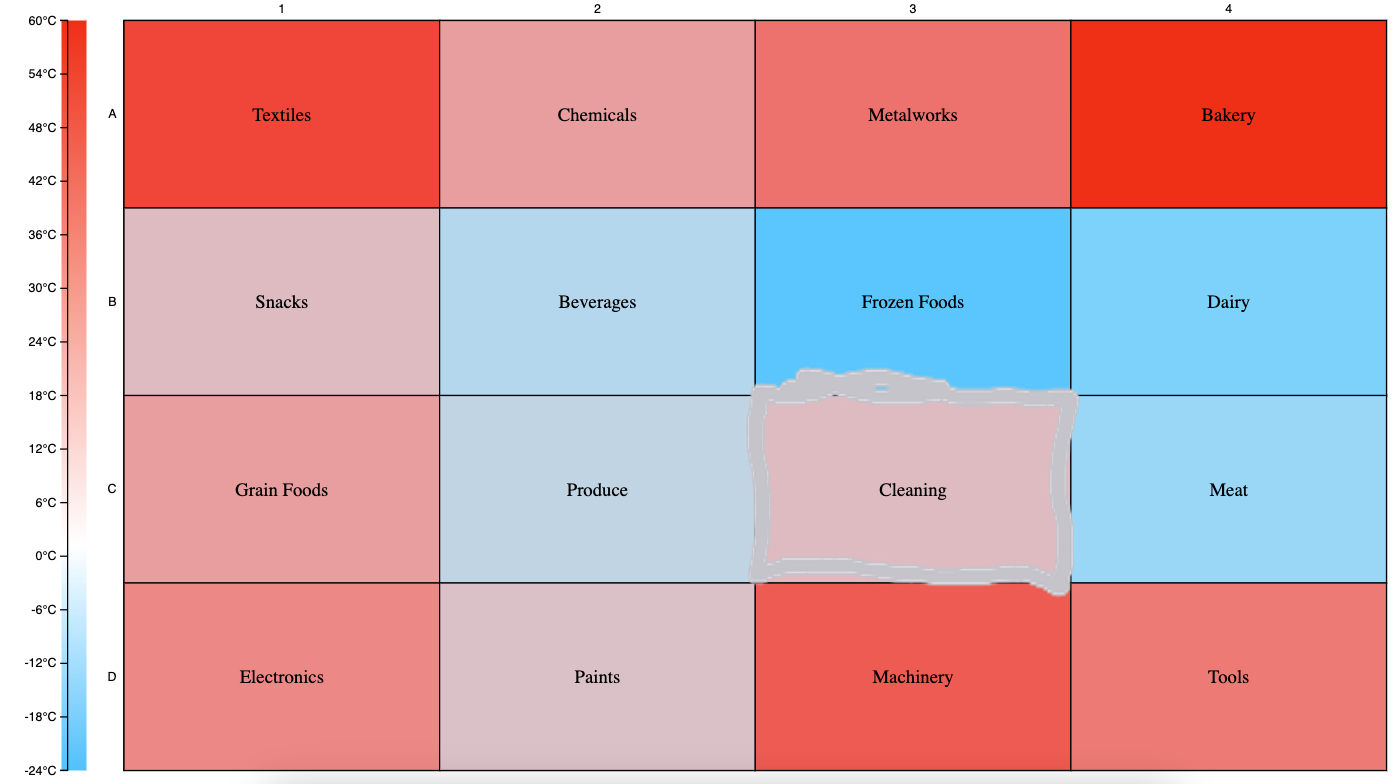 1 2 3 4
60°C
54°C
A Textiles Chemicals Metalworks Bakery
48°C
42°C
36°C
30°C
B Snacks Beverages Frozen Foods Dairy
24°C
18°C
12°C
C Grain Foods Produce Cleaning Meat
6°C
0°C
-6°C
-12°C
D Electronics Paints Machinery Tools
-18°C
-24°C